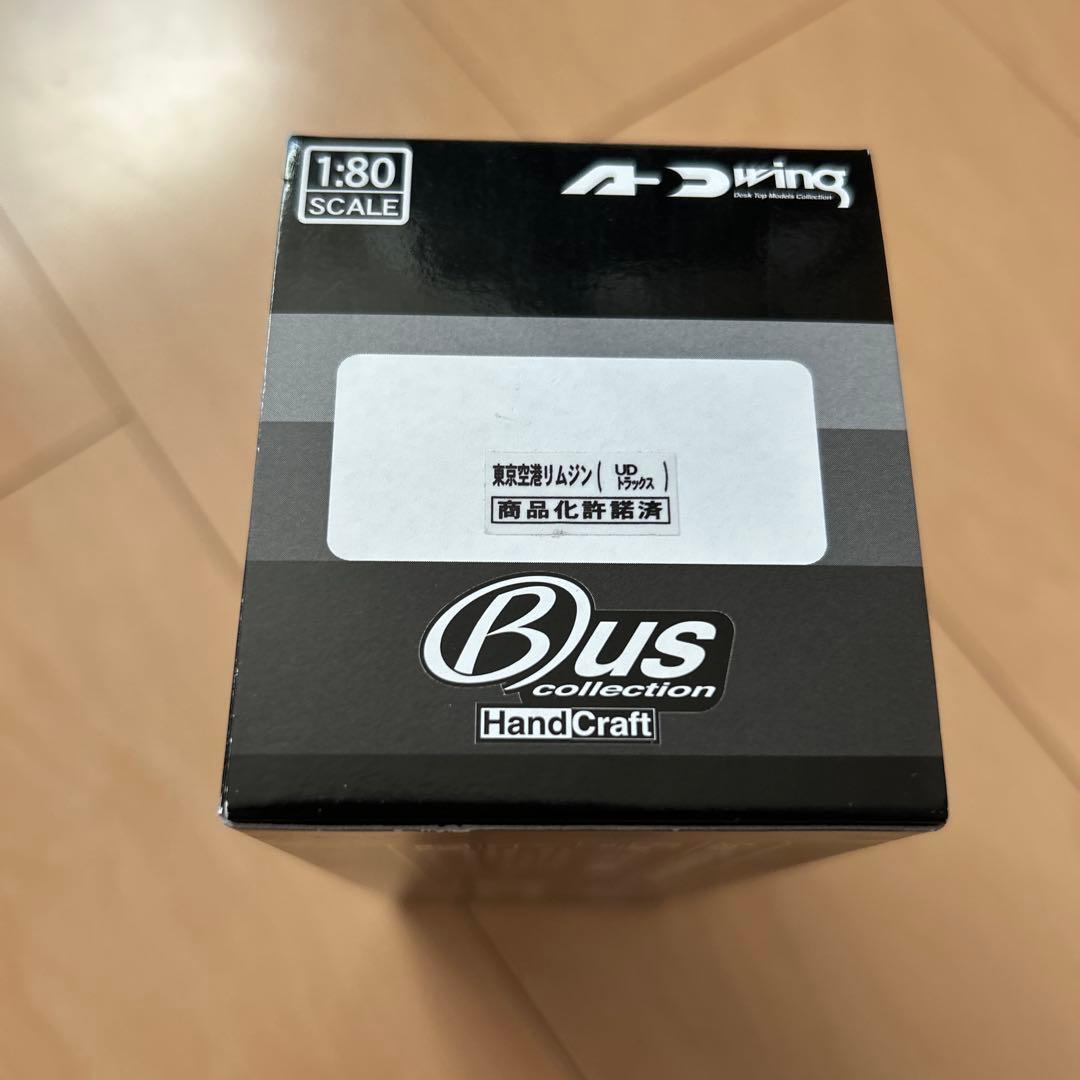 1:80
SCALE
Wing
Desk Top Models Collection
東京空港リムジン( UD
トラックス )
商品化許諾済
Bus
collection
HandCraft